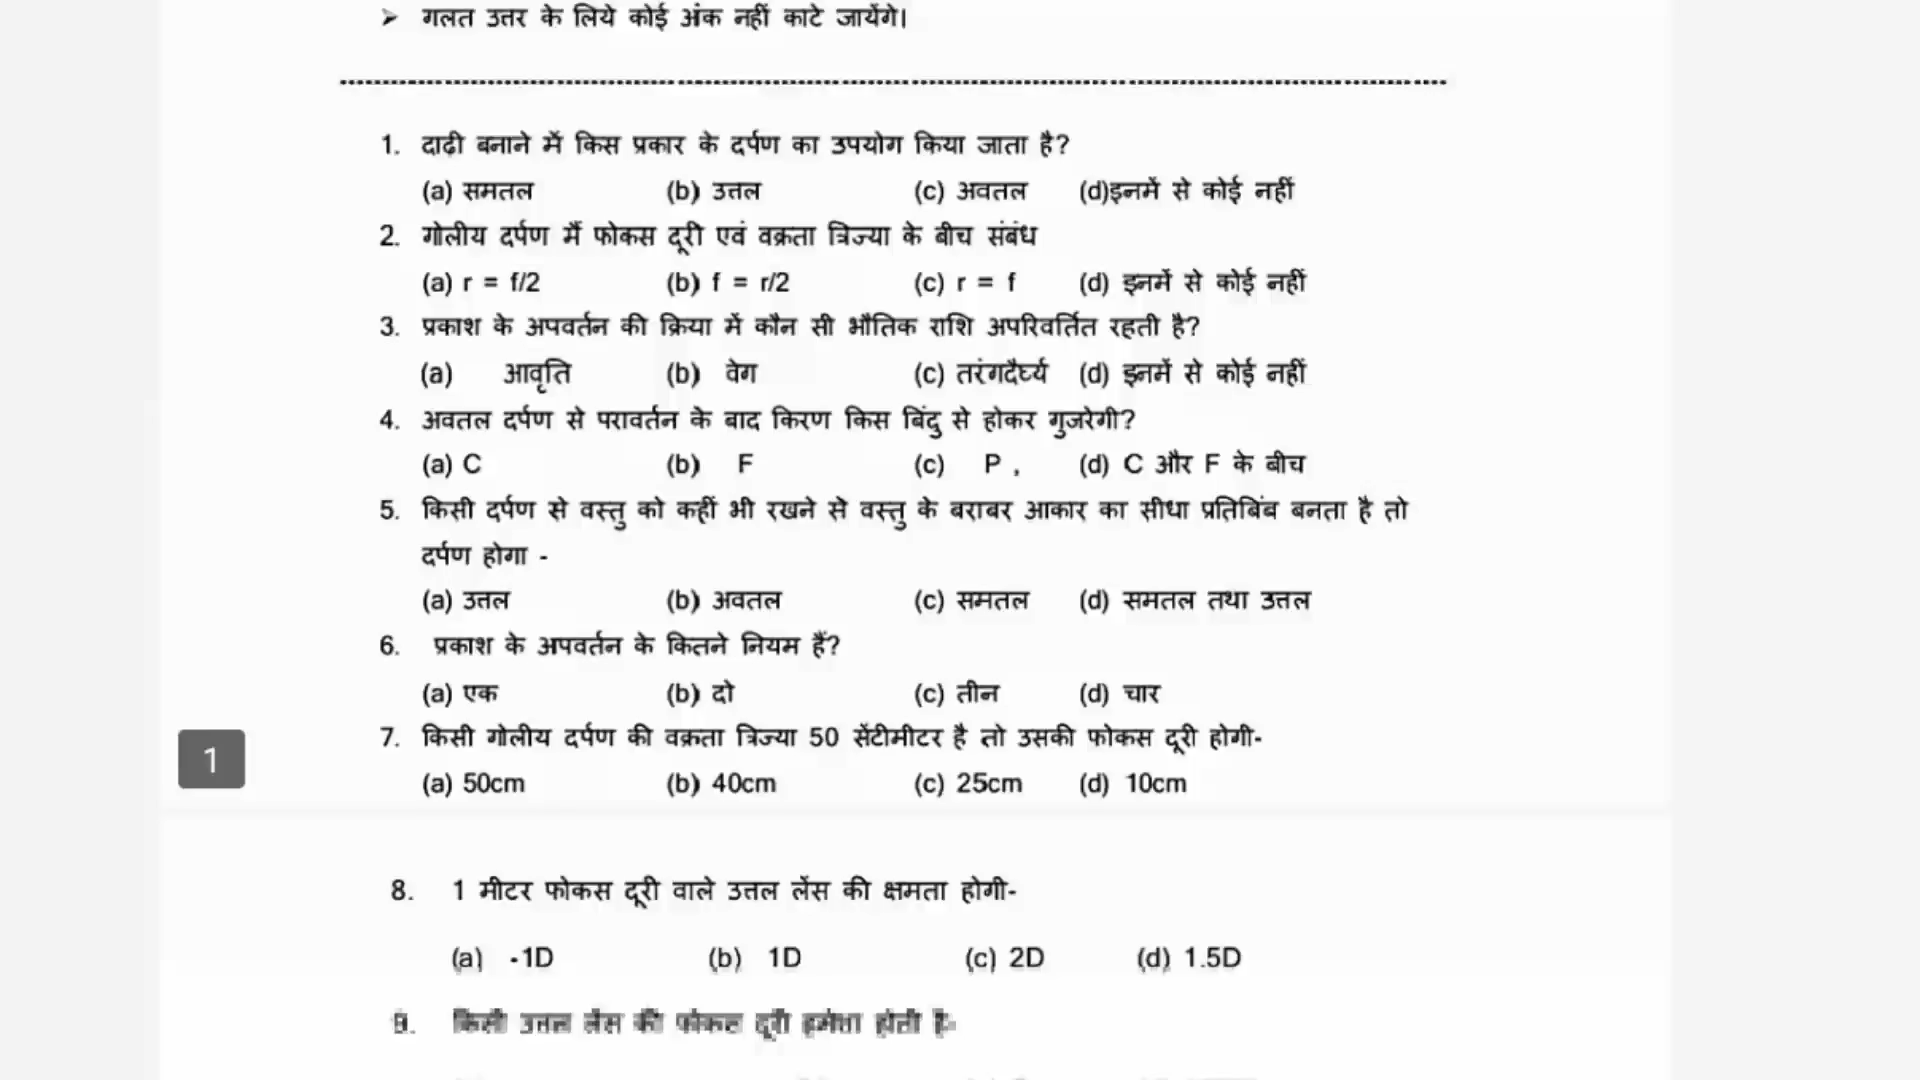 ➢ गलत उत्तर के लिये कोई अंक नहीं काटे जायेंगे।
1. दाढ़ी बनाने में किस प्रकार के दर्पण का उपयोग किया जाता है?
(a) समतल (b) उत्तल (c) अवतल (d)इनमें से कोई नहीं
2. गोलीय दर्पण में फोकस दूरी एवं वक्रता त्रिज्या के बीच संबंध
(a) r = f/2 (b) f = r/2 (c) r = f (d) इनमें से कोई नहीं
3. प्रकाश के अपवर्तन की क्रिया में कौन सी भौतिक राशि अपरिवर्तित रहती है?
(a) आवृति (b) वेग (c) तरंगदैर्घ्य (d) इनमें से कोई नहीं
4. अवतल दर्पण से परावर्तन के बाद किरण किस बिंदु से होकर गुजरेगी?
(a) C (b) F (c) P , (d) C और F के बीच
5. किसी दर्पण से वस्तु को कहीं भी रखने से वस्तु के बराबर आकार का सीधा प्रतिबिंब बनता है तो
दर्पण होगा -
(a) उत्तल (b) अवतल (c) समतल (d) समतल तथा उत्तल
6. प्रकाश के अपवर्तन के कितने नियम हैं?
(a) एक (b) दो (c) तीन (d) चार
7. किसी गोलीय दर्पण की वक्रता त्रिज्या 50 सेंटीमीटर है तो उसकी फोकस दूरी होगी-
(a) 50cm (b) 40cm (c) 25cm (d) 10cm
1
8. 1 मीटर फोकस दूरी वाले उत्तल लेंस की क्षमता होगी-
(a) -1D (b) 1D (c) 2D (d) 1.5D
9. किसी उत्तल लेंस की फोकस दूरी हमेशा होती है-